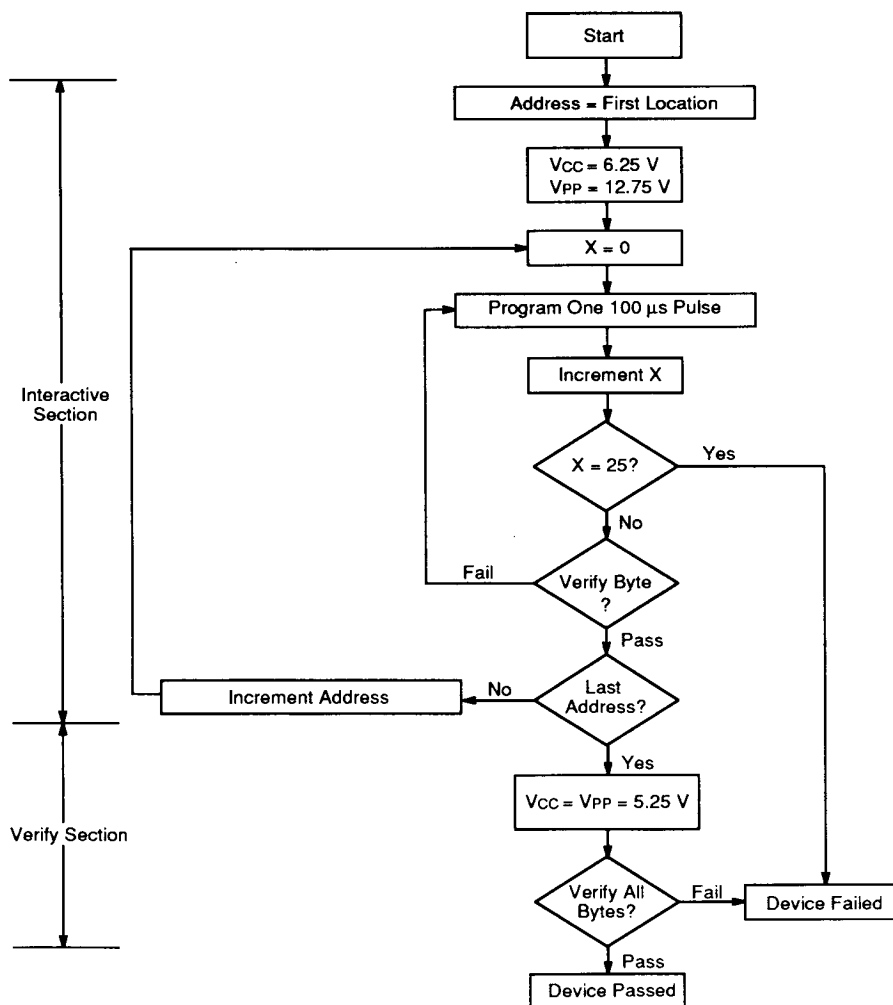 Start
Address = First Location
VCC = 6.25 V
VPP = 12.75 V
X = 0
Program One 100 μs Pulse
Increment X
Interactive
Section
X = 25?
Yes
No
Fail
Verify Byte
?
Pass
Increment Address
No
Last
Address?
Yes
VCC = VPP = 5.25 V
Verify Section
Verify All
Bytes?
Fail
Device Failed
Pass
Device Passed